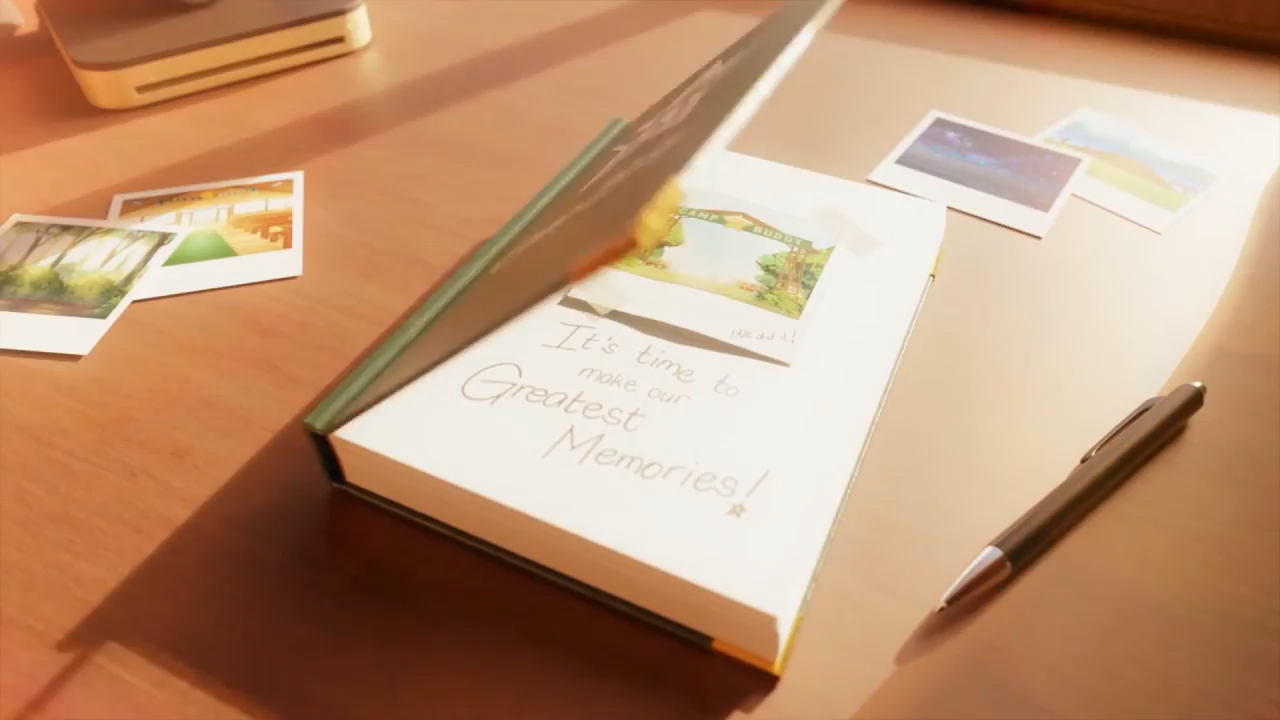 CAMP BUDDY
We did it!
It's time to
make our
Greatest
Memories!